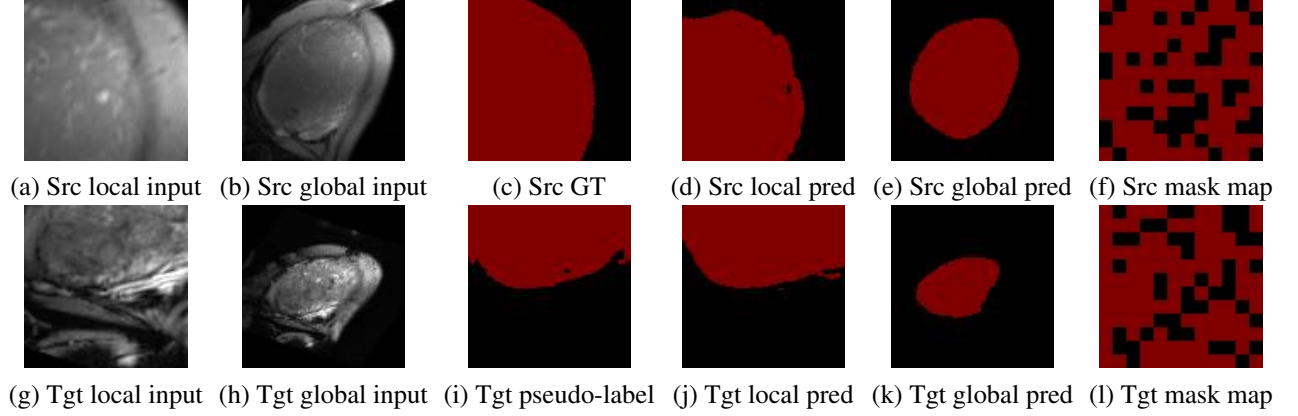 (a) Src local input (b) Src global input (c) Src GT (d) Src local pred (e) Src global pred (f) Src mask map
(g) Tgt local input (h) Tgt global input (i) Tgt pseudo-label (j) Tgt local pred (k) Tgt global pred (l) Tgt mask map